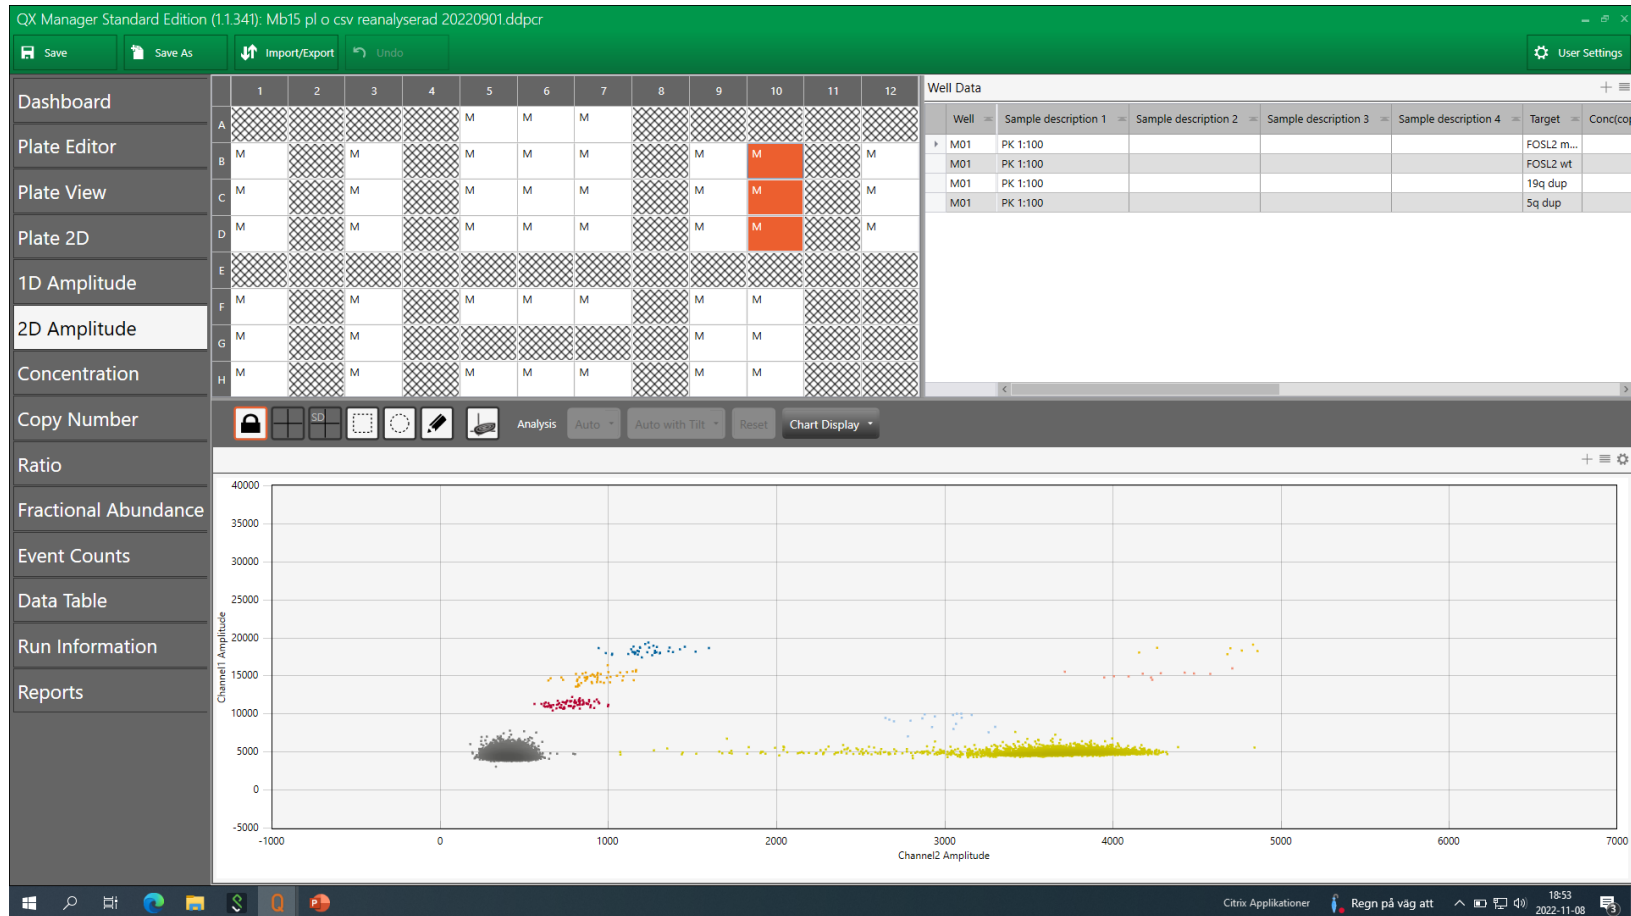 QX Manager Standard Edition (1.1.341): Mb15 pl o csv reanalyserad 20220901.ddpcr
Save
Save As
Import/Export
Undo
User Settings
Dashboard
Plate Editor
Plate View
Plate 2D
1D Amplitude
2D Amplitude
Concentration
Copy Number
Ratio
Fractional Abundance
Event Counts
Data Table
Run Information
Reports
1 2 3 4 5 6 7 8 9 10 11 12
A M M M
B M M M M M M M M
C M M M M M M M M
D M M M M M M M M
E
F M M M M M M M
G M M M M
H M M M M M M M
Well Data
Well Sample description 1 Sample description 2 Sample description 3 Sample description 4 Target Conc(cop
M01 PK 1:100 FOSL2 m...
M01 PK 1:100 FOSL2 wt
M01 PK 1:100 19q dup
M01 PK 1:100 5q dup
SD
Analysis
Auto
Auto with Tilt
Reset
Chart Display
Channel1 Amplitude
40000
35000
30000
25000
20000
15000
10000
5000
0
-5000
-1000 0 1000 2000 3000 4000 5000 6000 7000
Channel2 Amplitude
Citrix Applikationer
Regn på väg att
18:53
2022-11-08
3